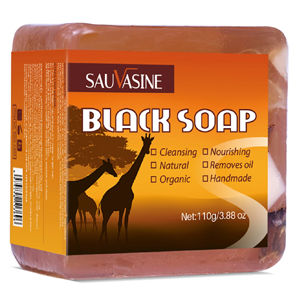 SAUVASINE
BLACK SOAP
Cleansing Nourishing
Natural Removes oil
Organic Handmade
Net:110g/3.88 oz